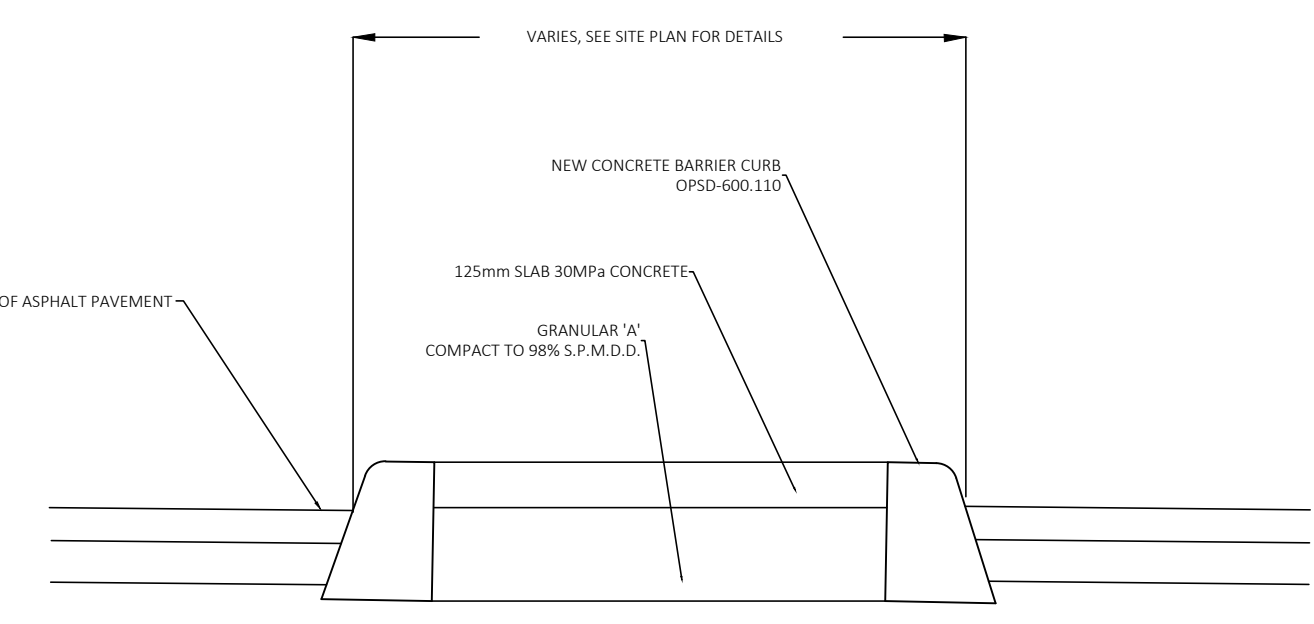 VARIES, SEE SITE PLAN FOR DETAILS
NEW CONCRETE BARRIER CURB
OPSD-600.110
125mm SLAB 30MPa CONCRETE
OF ASPHALT PAVEMENT
GRANULAR 'A'
COMPACT TO 98% S.P.M.D.D.